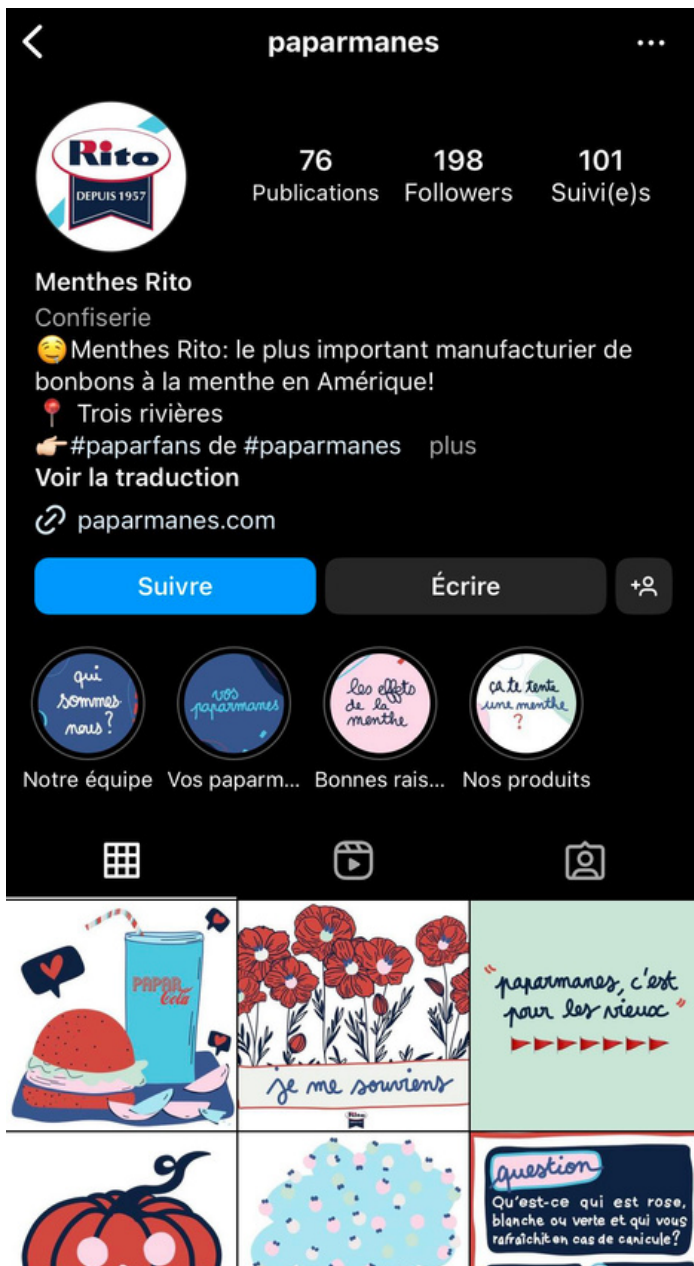 paparmanes
Rito
DEPUIS 1957
76
Publications
198
Followers
101
Suivi(e)s
Menthes Rito
Confiserie
🤤Menthes Rito: le plus important manufacturier de
bonbons à la menthe en Amérique!
📍 Trois rivières
👉🏻#paparfans de #paparmanes plus
Voir la traduction
paparmanes.com
Suivre
Écrire
qui
sommes
nous?
vos
paparmanes
les effets
de la
menthe
ça te tente
une menthe
?
Notre équipe
Vos paparm...
Bonnes rais...
Nos produits
PAPAR
Cola
je me souviens
Rito
"paparmanes, c'est
pour les vieux"
question
Qu'est-ce qui est rose,
blanche ou verte et qui vous
rafraîchit en cas de canicule?